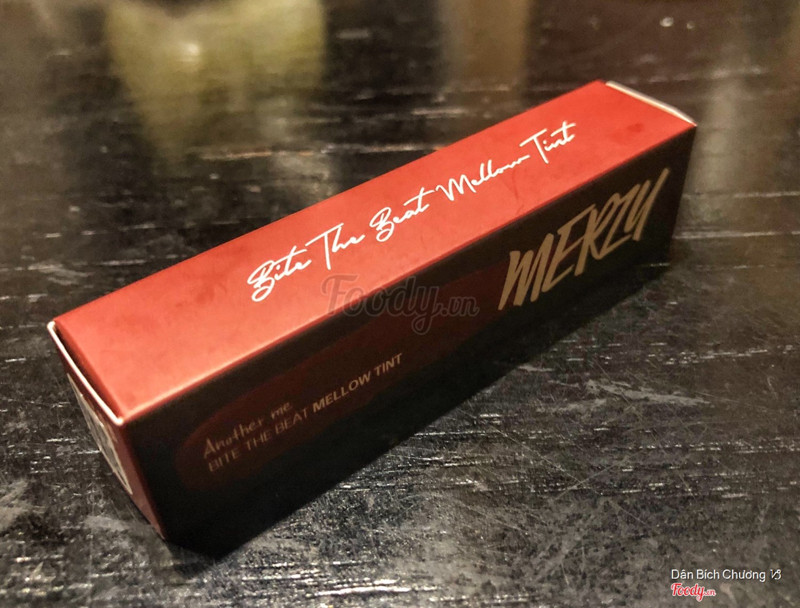 Bite The Beat Mellow Tint
MERZY
Foody.vn
Another me
BITE THE BEAT MELLOW TINT
Dân Bích Chương
Foody.vn